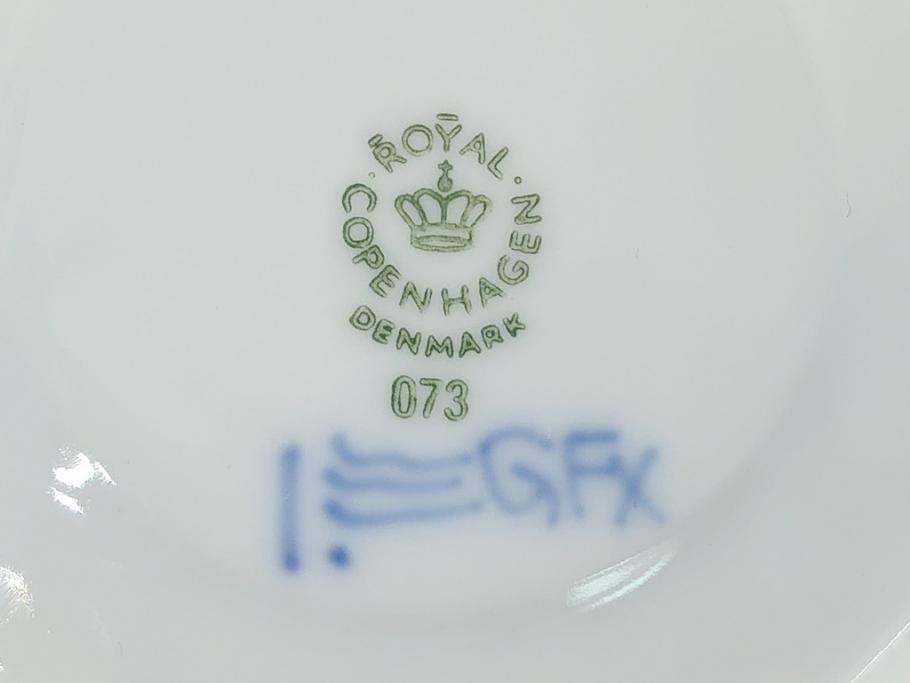 ROYAL
COPENHAGEN
DENMARK
073
GFX